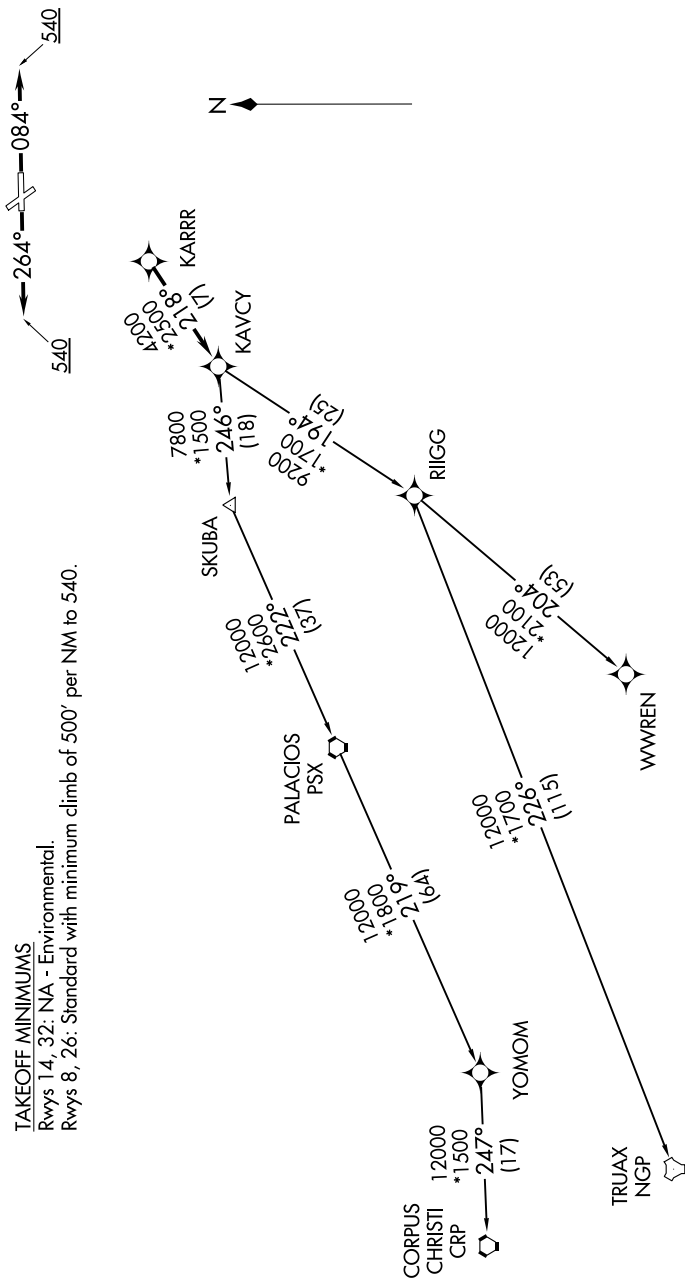 TAKEOFF MINIMUMS
Rwys 14, 32: NA - Environmental.
Rwys 8, 26: Standard with minimum climb of 500' per NM to 540.
540
264°
084°
540
N
KARRR
4200
*2500
218°
(7)
KAVCY
7800
*1500
246°
(18)
SKUBA
9200
*1700
194°
(25)
RIIGG
12000
*2600
222°
(37)
PALACIOS
PSX
12000
*2100
204°
(53)
WWREN
12000
*1800
219°
(64)
YOMOM
12000
*1700
226°
(115)
TRUAX
NGP
12000
*1500
247°
(17)
CORPUS
CHRISTI
CRP